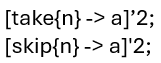 [take{n} -> a]’2;
[skip{n} -> a]'2;